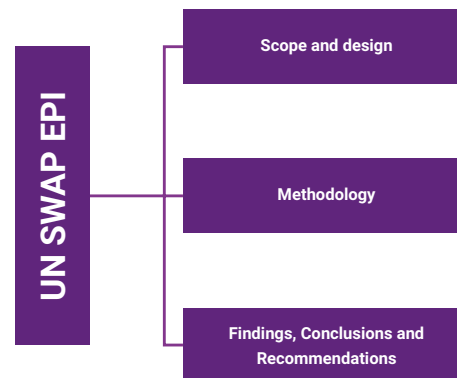 UN SWAP EPI
Scope and design
Methodology
Findings, Conclusions and
Recommendations